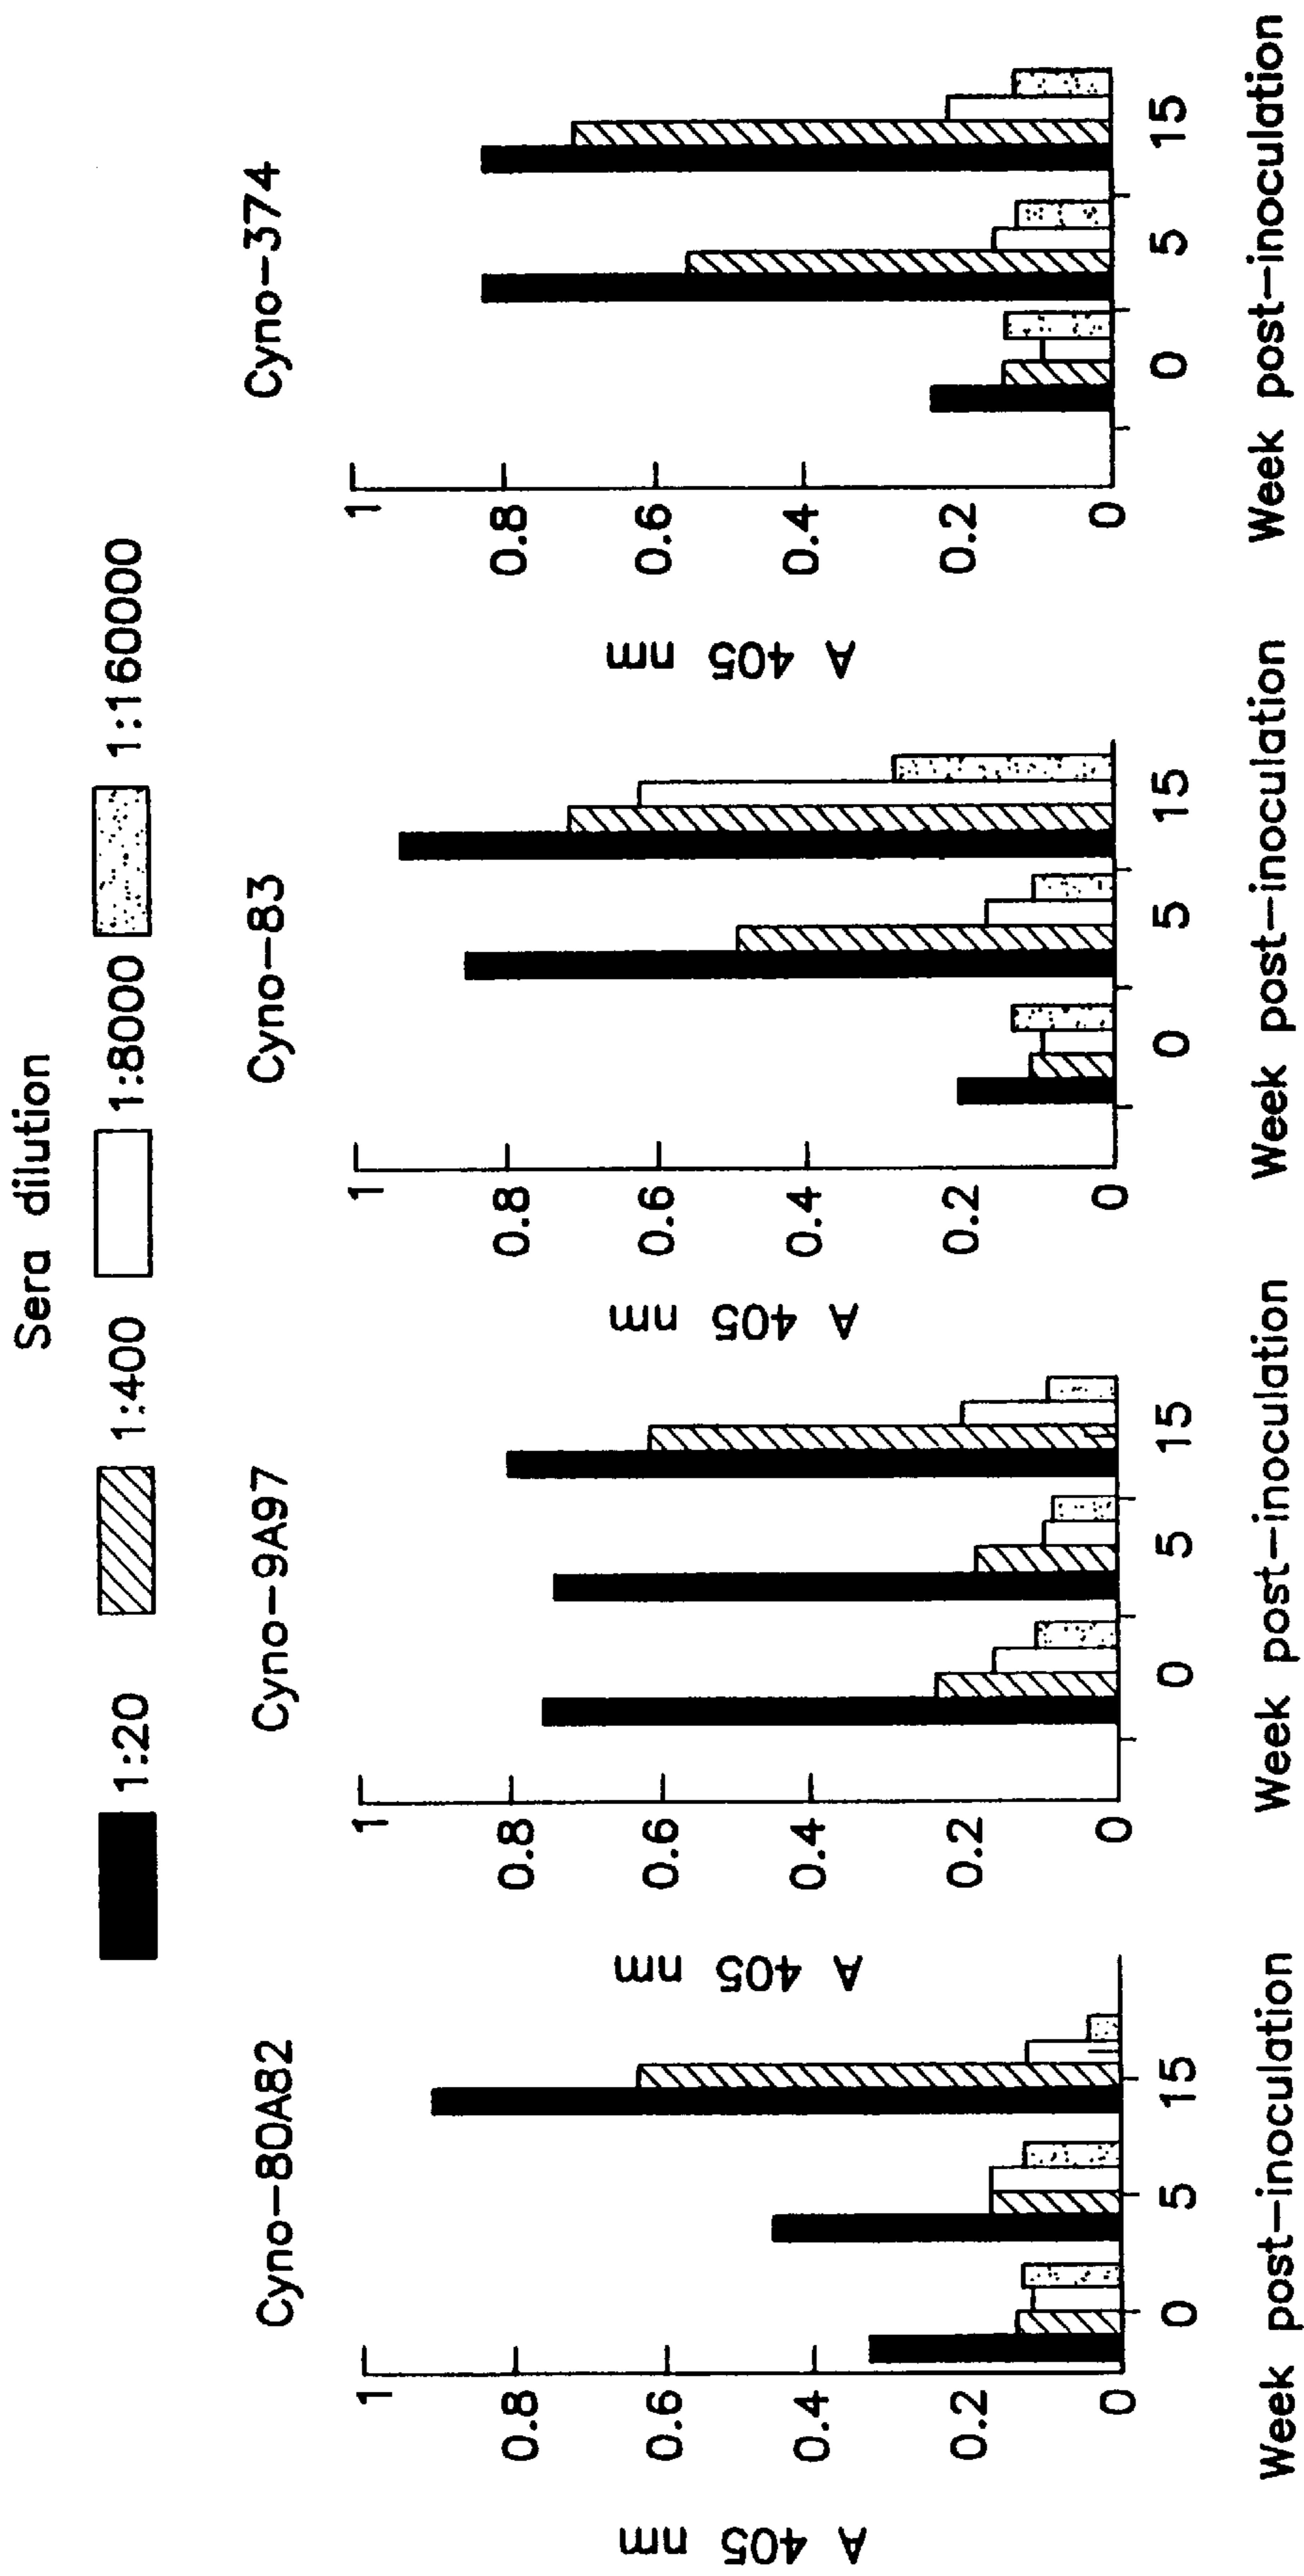 Sera dilution
1:20 1:400 1:8000 1:160000
Cyno-80A82
A 405 nm
1
0.8
0.6
0.4
0.2
0
0 5 15
Week post-inoculation
Cyno-9A97
A 405 nm
1
0.8
0.6
0.4
0.2
0
0 5 15
Week post-inoculation
Cyno-83
A 405 nm
1
0.8
0.6
0.4
0.2
0
0 5 15
Week post-inoculation
Cyno-374
A 405 nm
1
0.8
0.6
0.4
0.2
0
0 5 15
Week post-inoculation